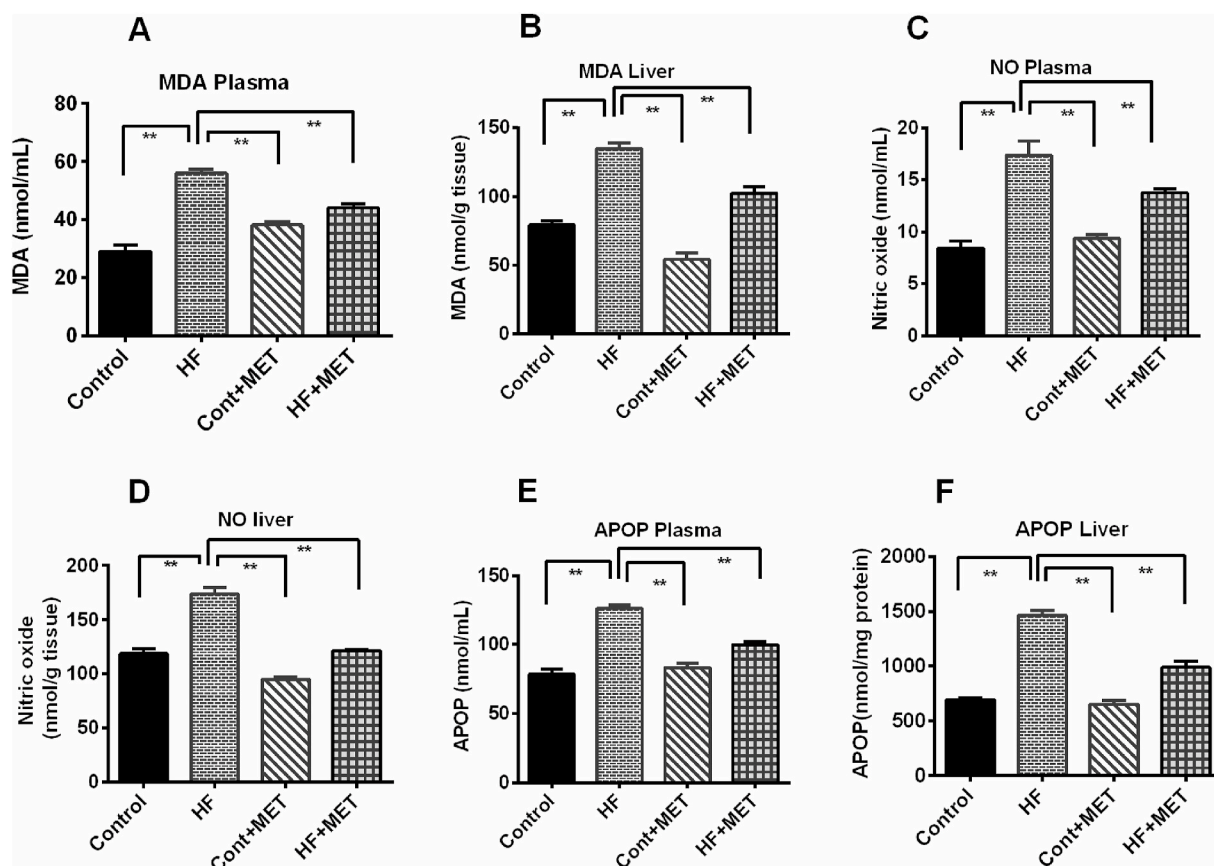 A
MDA Plasma
MDA (nmol/mL)
80
60
40
20
0
**
**
**
Control
HF
Cont+MET
HF+MET
B
MDA Liver
MDA (nmol/g tissue)
150
100
50
0
**
**
**
Control
HF
Cont+MET
HF+MET
C
NO Plasma
Nitric oxide (nmol/mL)
20
15
10
5
0
**
**
**
Control
HF
Cont+MET
HF+MET
D
NO liver
Nitric oxide
(nmol/g tissue)
200
150
100
50
0
**
**
**
Control
HF
Cont+MET
HF+MET
E
APOP Plasma
APOP (nmol/mL)
150
100
50
0
**
**
**
Control
HF
Cont+MET
HF+MET
F
APOP Liver
APOP(nmol/mg protein)
2000
1500
1000
500
0
**
**
**
Control
HF
Cont+MET
HF+MET